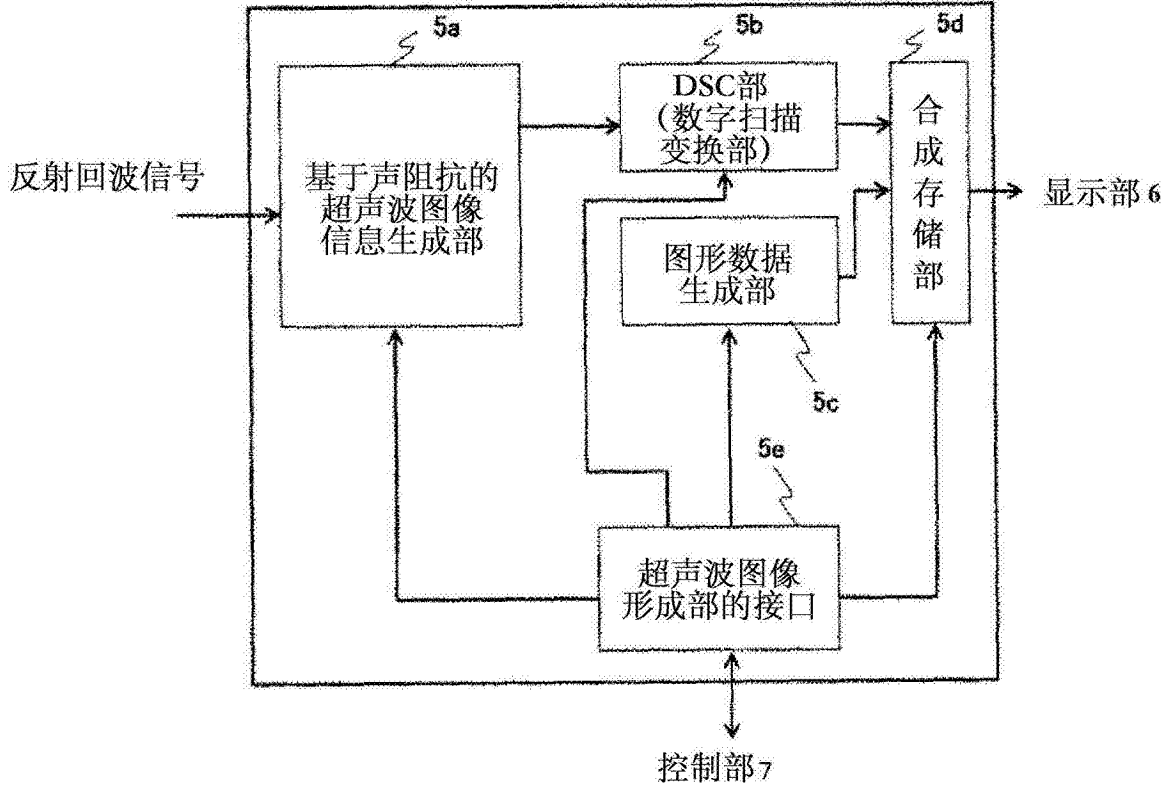 5a
5b
5d
DSC部
(数字扫描
变换部)
合
成
存
储
部
反射回波信号
基于声阻抗的
超声波图像
信息生成部
显示部 6
图形数据
生成部
5c
5e
超声波图像
形成部的接口
控制部 7